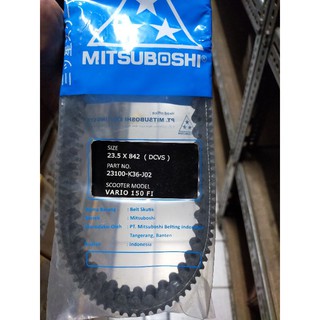 MITSUBOSHI
SIZE
23.5 X 842 ( DCVS )
PART NO.
23100-K36-J02
SCOOTER MODEL
VARIO 150 FI
: Belt Skutik
: Mitsuboshi
: PT. Mitsuboshi Belting Indonesia
Tangerang, Banten
: Indonesia